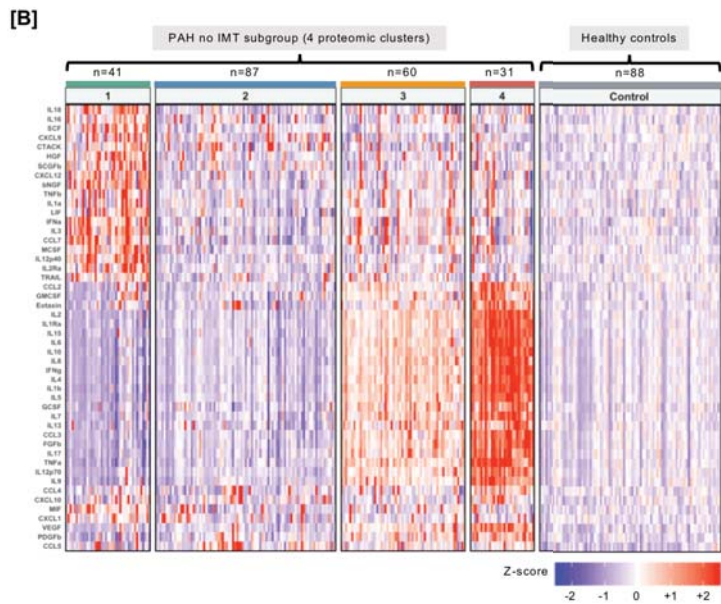 [B]
PAH no IMT subgroup (4 proteomic clusters)
Healthy controls
n=41
n=87
n=60
n=31
n=88
1
2
3
4
Control
IL18
IL16
SCF
CXCL9
CTACK
HGF
SCGFb
CXCL12
bNGF
TNFb
IL1a
LIF
IFNa
IL3
CCL7
MCSF
IL12p40
IL2Ra
TRAIL
CCL2
GMCSF
Eotaxin
IL2
IL1Ra
IL15
IL6
IL10
IL8
IFNg
IL4
IL1b
IL5
GCSF
IL7
IL13
CCL3
FGFb
IL17
TNFa
IL12p70
IL9
CCL4
CXCL10
MIF
CXCL1
VEGF
PDGFb
CCL5
Z-score
-2
-1
0
+1
+2